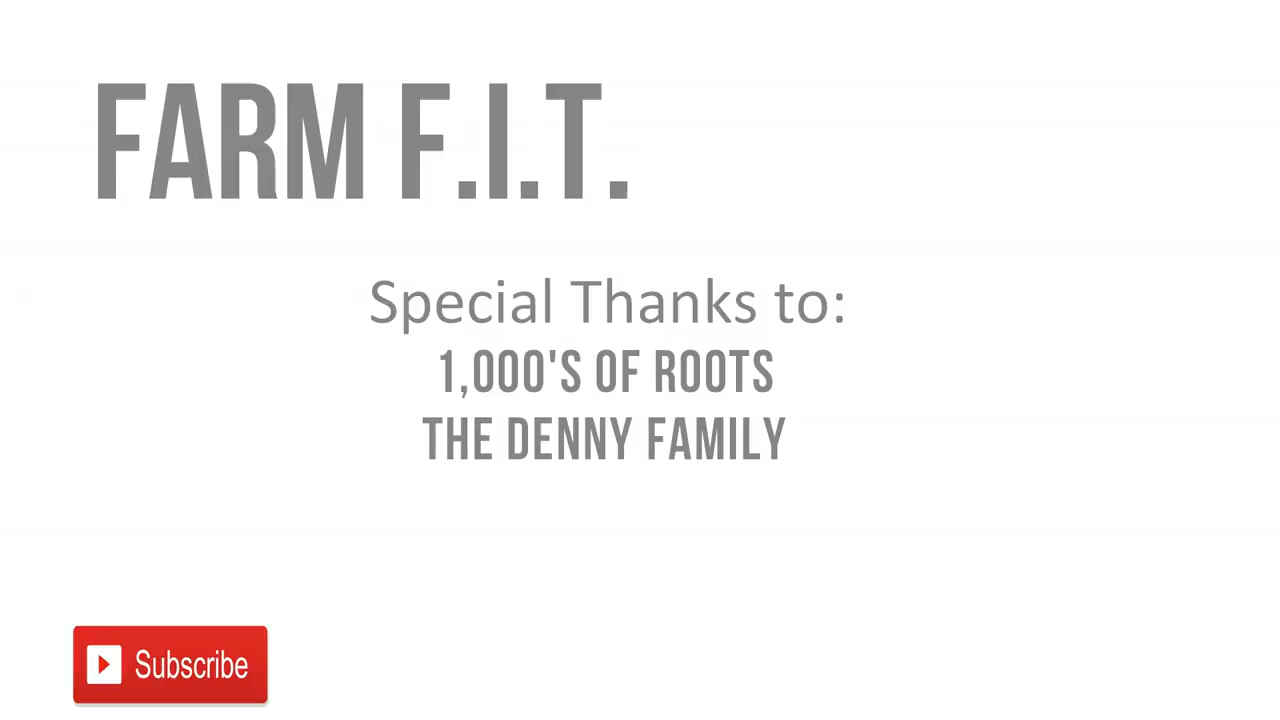 FARM F.I.T.
Special Thanks to:
1,000'S OF ROOTS
THE DENNY FAMILY
Subscribe